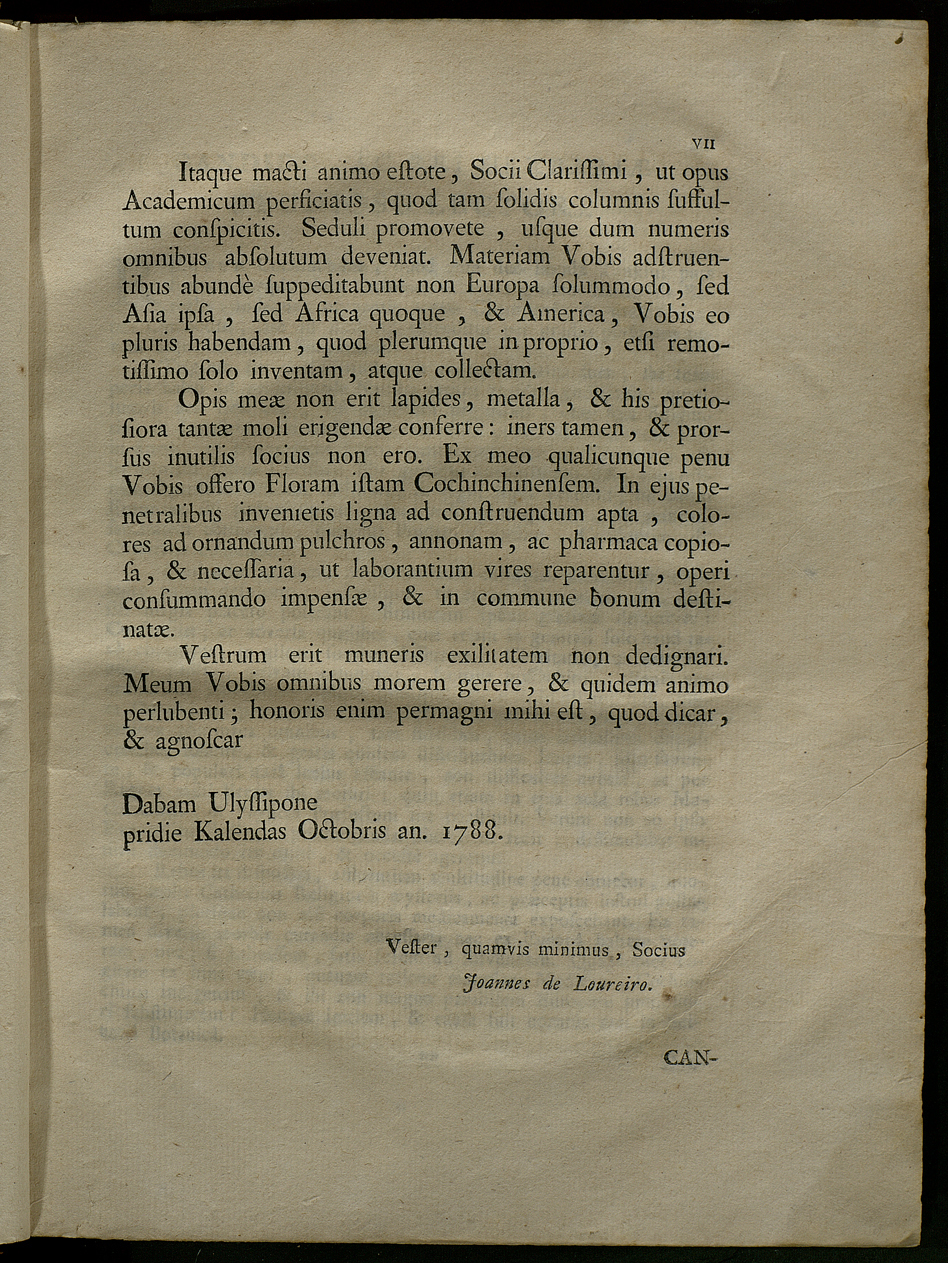 VII
Itaque macti animo eſtote, Socii Clariſſimi, ut opus
Academicum perficiatis, quod tam ſolidis columnis ſufful-
tum conſpicitis. Seduli promovete, uſque dum numeris
omnibus abſolutum deveniat. Materiam Vobis adſtruen-
tibus abundè ſuppeditabunt non Europa ſolummodo, ſed
Aſia ipſa, ſed Africa quoque, & America, Vobis eo
pluris habendam, quod plerumque in proprio, etſi remo-
tiſſimo ſolo inventam, atque collectam.
Opis meæ non erit lapides, metalla, & his pretio-
ſiora tantæ moli erigendæ conferre: iners tamen, & pror-
ſus inutilis ſocius non ero. Ex meo qualicunque penu
Vobis offero Floram iſtam Cochinchinenſem. In ejus pe-
netralibus invenietis ligna ad conſtruendum apta, colo-
res ad ornandum pulchros, annonam, ac pharmaca copio-
ſa, & neceſſaria, ut laborantium vires reparentur, operi
conſummando impenſæ, & in commune bonum deſti-
natæ.
Veſtrum erit muneris exilitatem non dedignari.
Meum Vobis omnibus morem gerere, & quidem animo
perlubenti; honoris enim permagni mihi eſt, quod dicar,
& agnoſcar
Dabam Ulyſſipone
pridie Kalendas Octobris an. 1788.
Veſter, quamvis minimus, Socius
Joannes de Loureiro.
CAN-